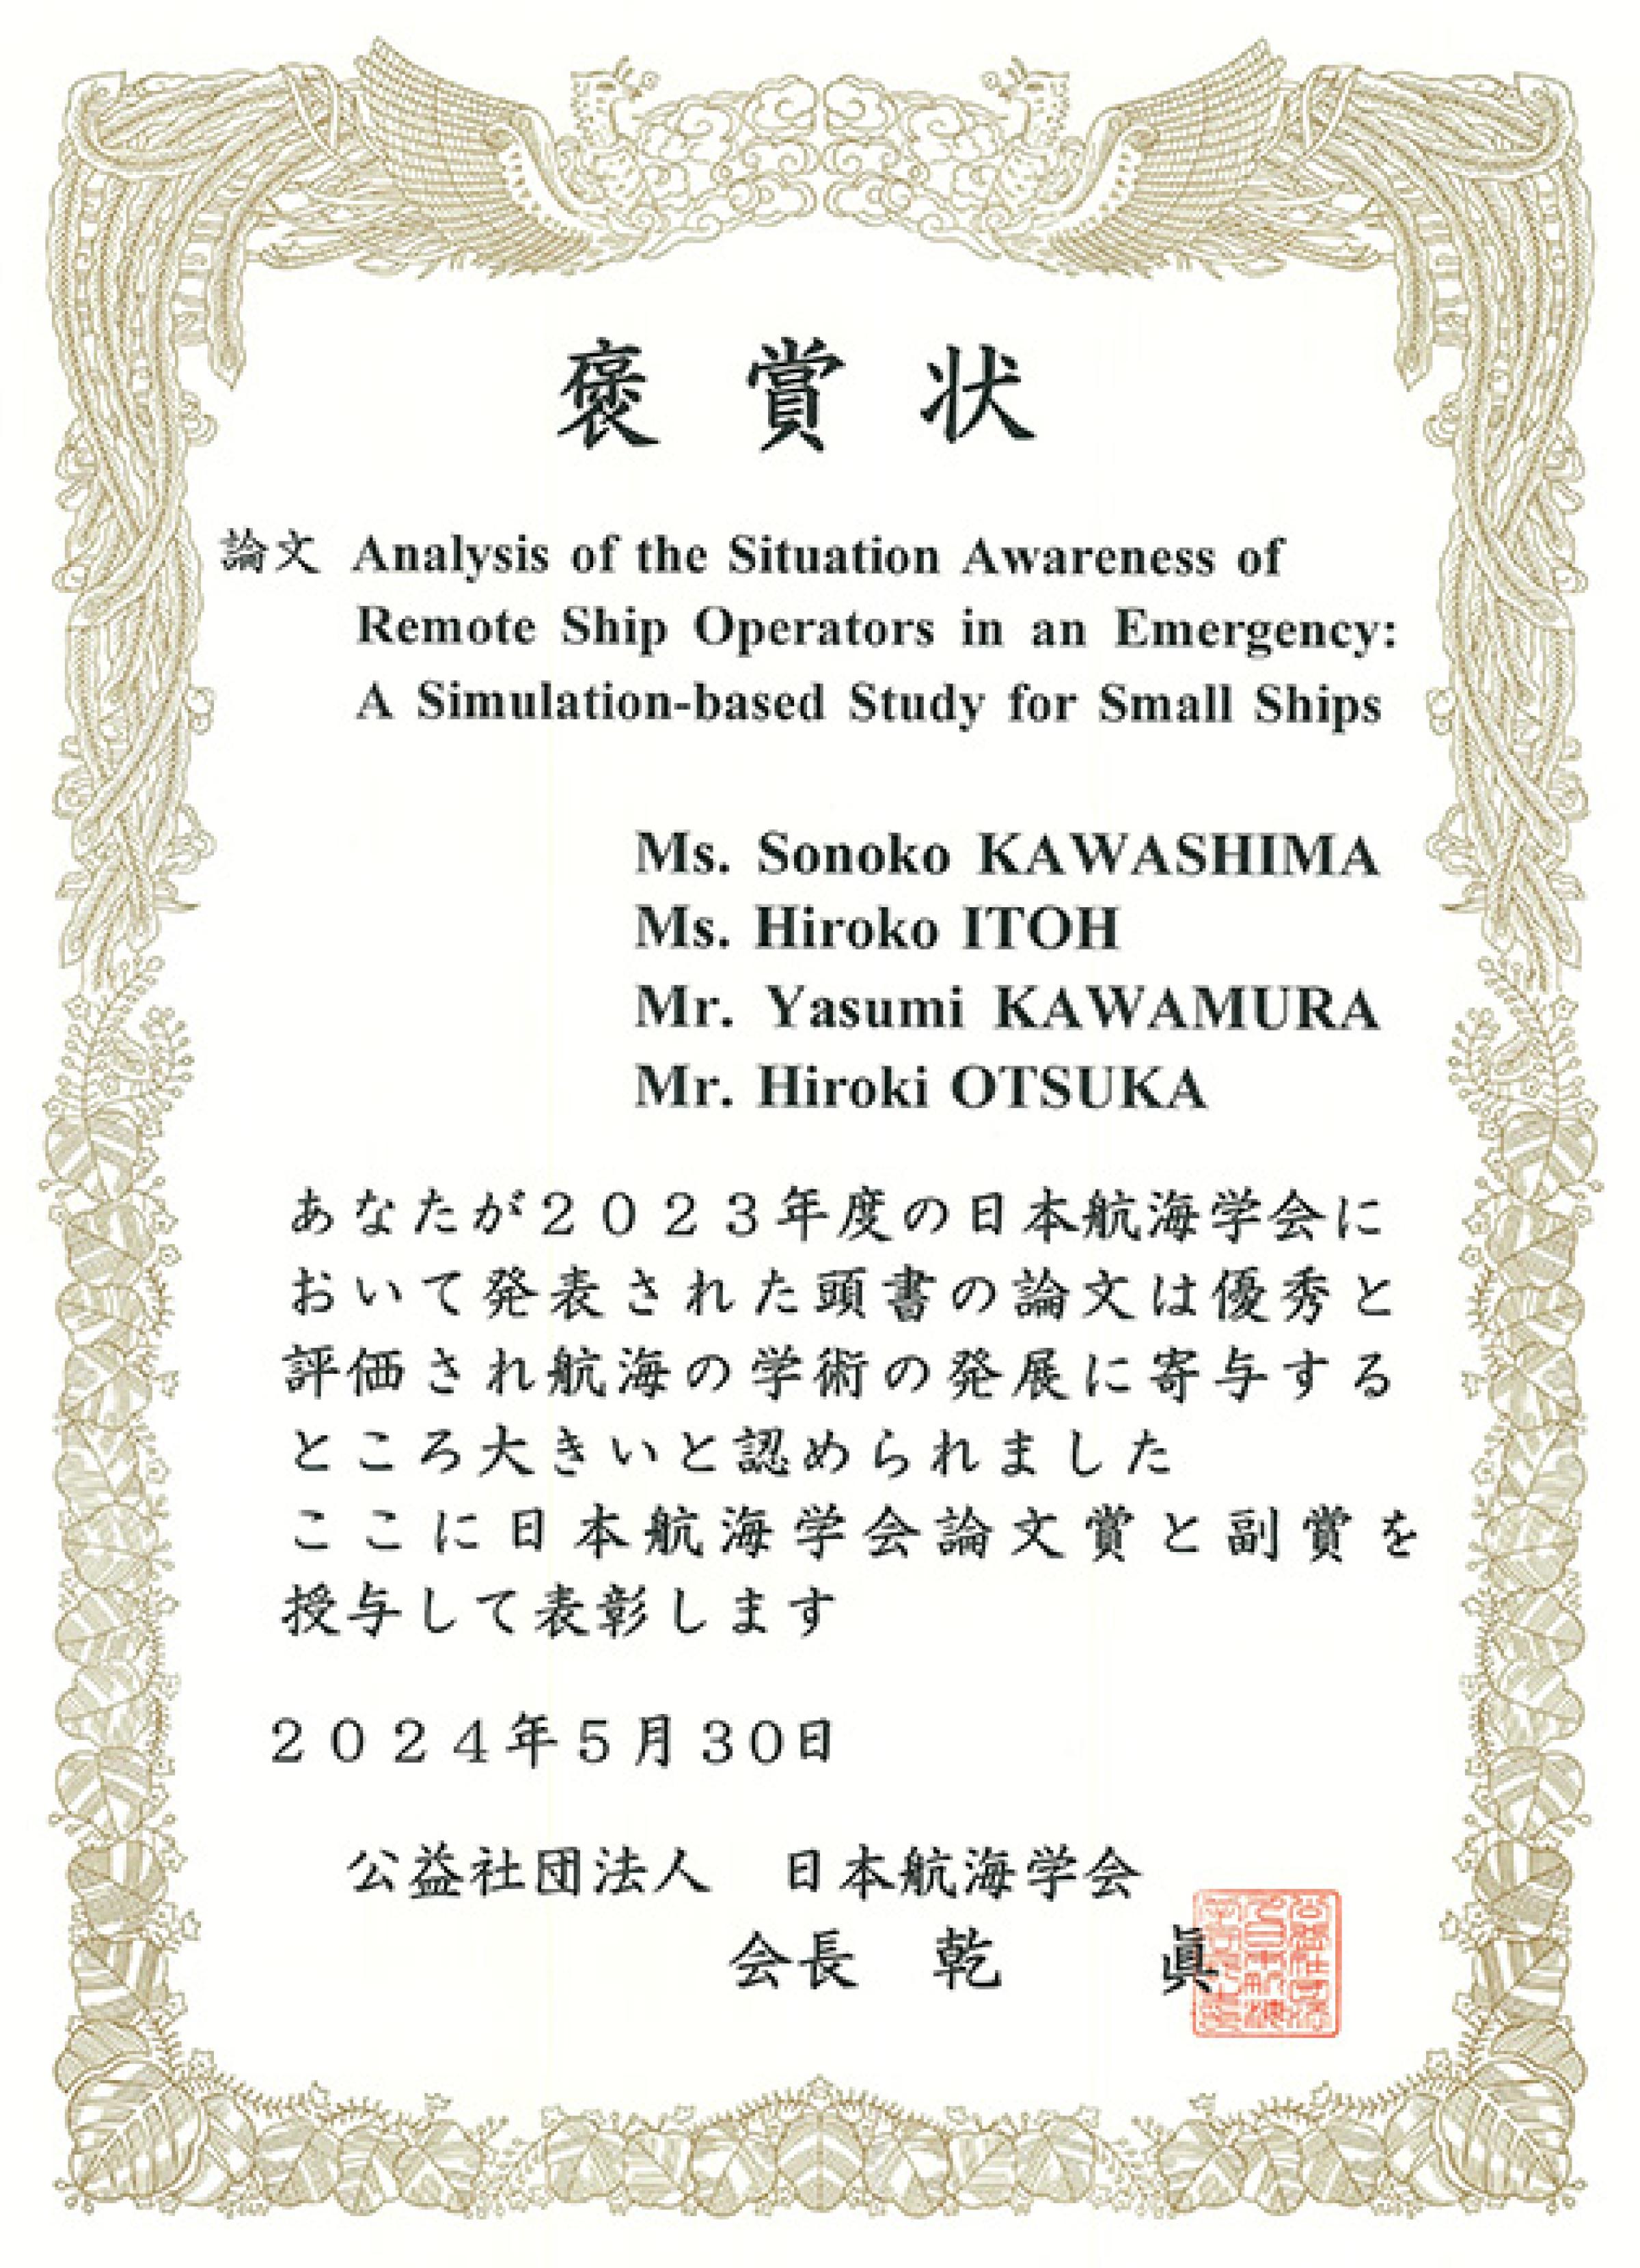 褒賞状
論文 Analysis of the Situation Awareness of
Remote Ship Operators in an Emergency:
A Simulation-based Study for Small Ships
Ms. Sonoko KAWASHIMA
Ms. Hiroko ITOH
Mr. Yasumi KAWAMURA
Mr. Hiroki OTSUKA
あなたが２０２３年度の日本航海学会に
おいて発表された頭書の論文は優秀と
評価され航海の学術の発展に寄与する
ところ大きいと認められました
ここに日本航海学会論文賞と副賞を
授与して表彰します
２０２４年５月３０日
公益社団法人　日本航海学会
会長　乾　　眞